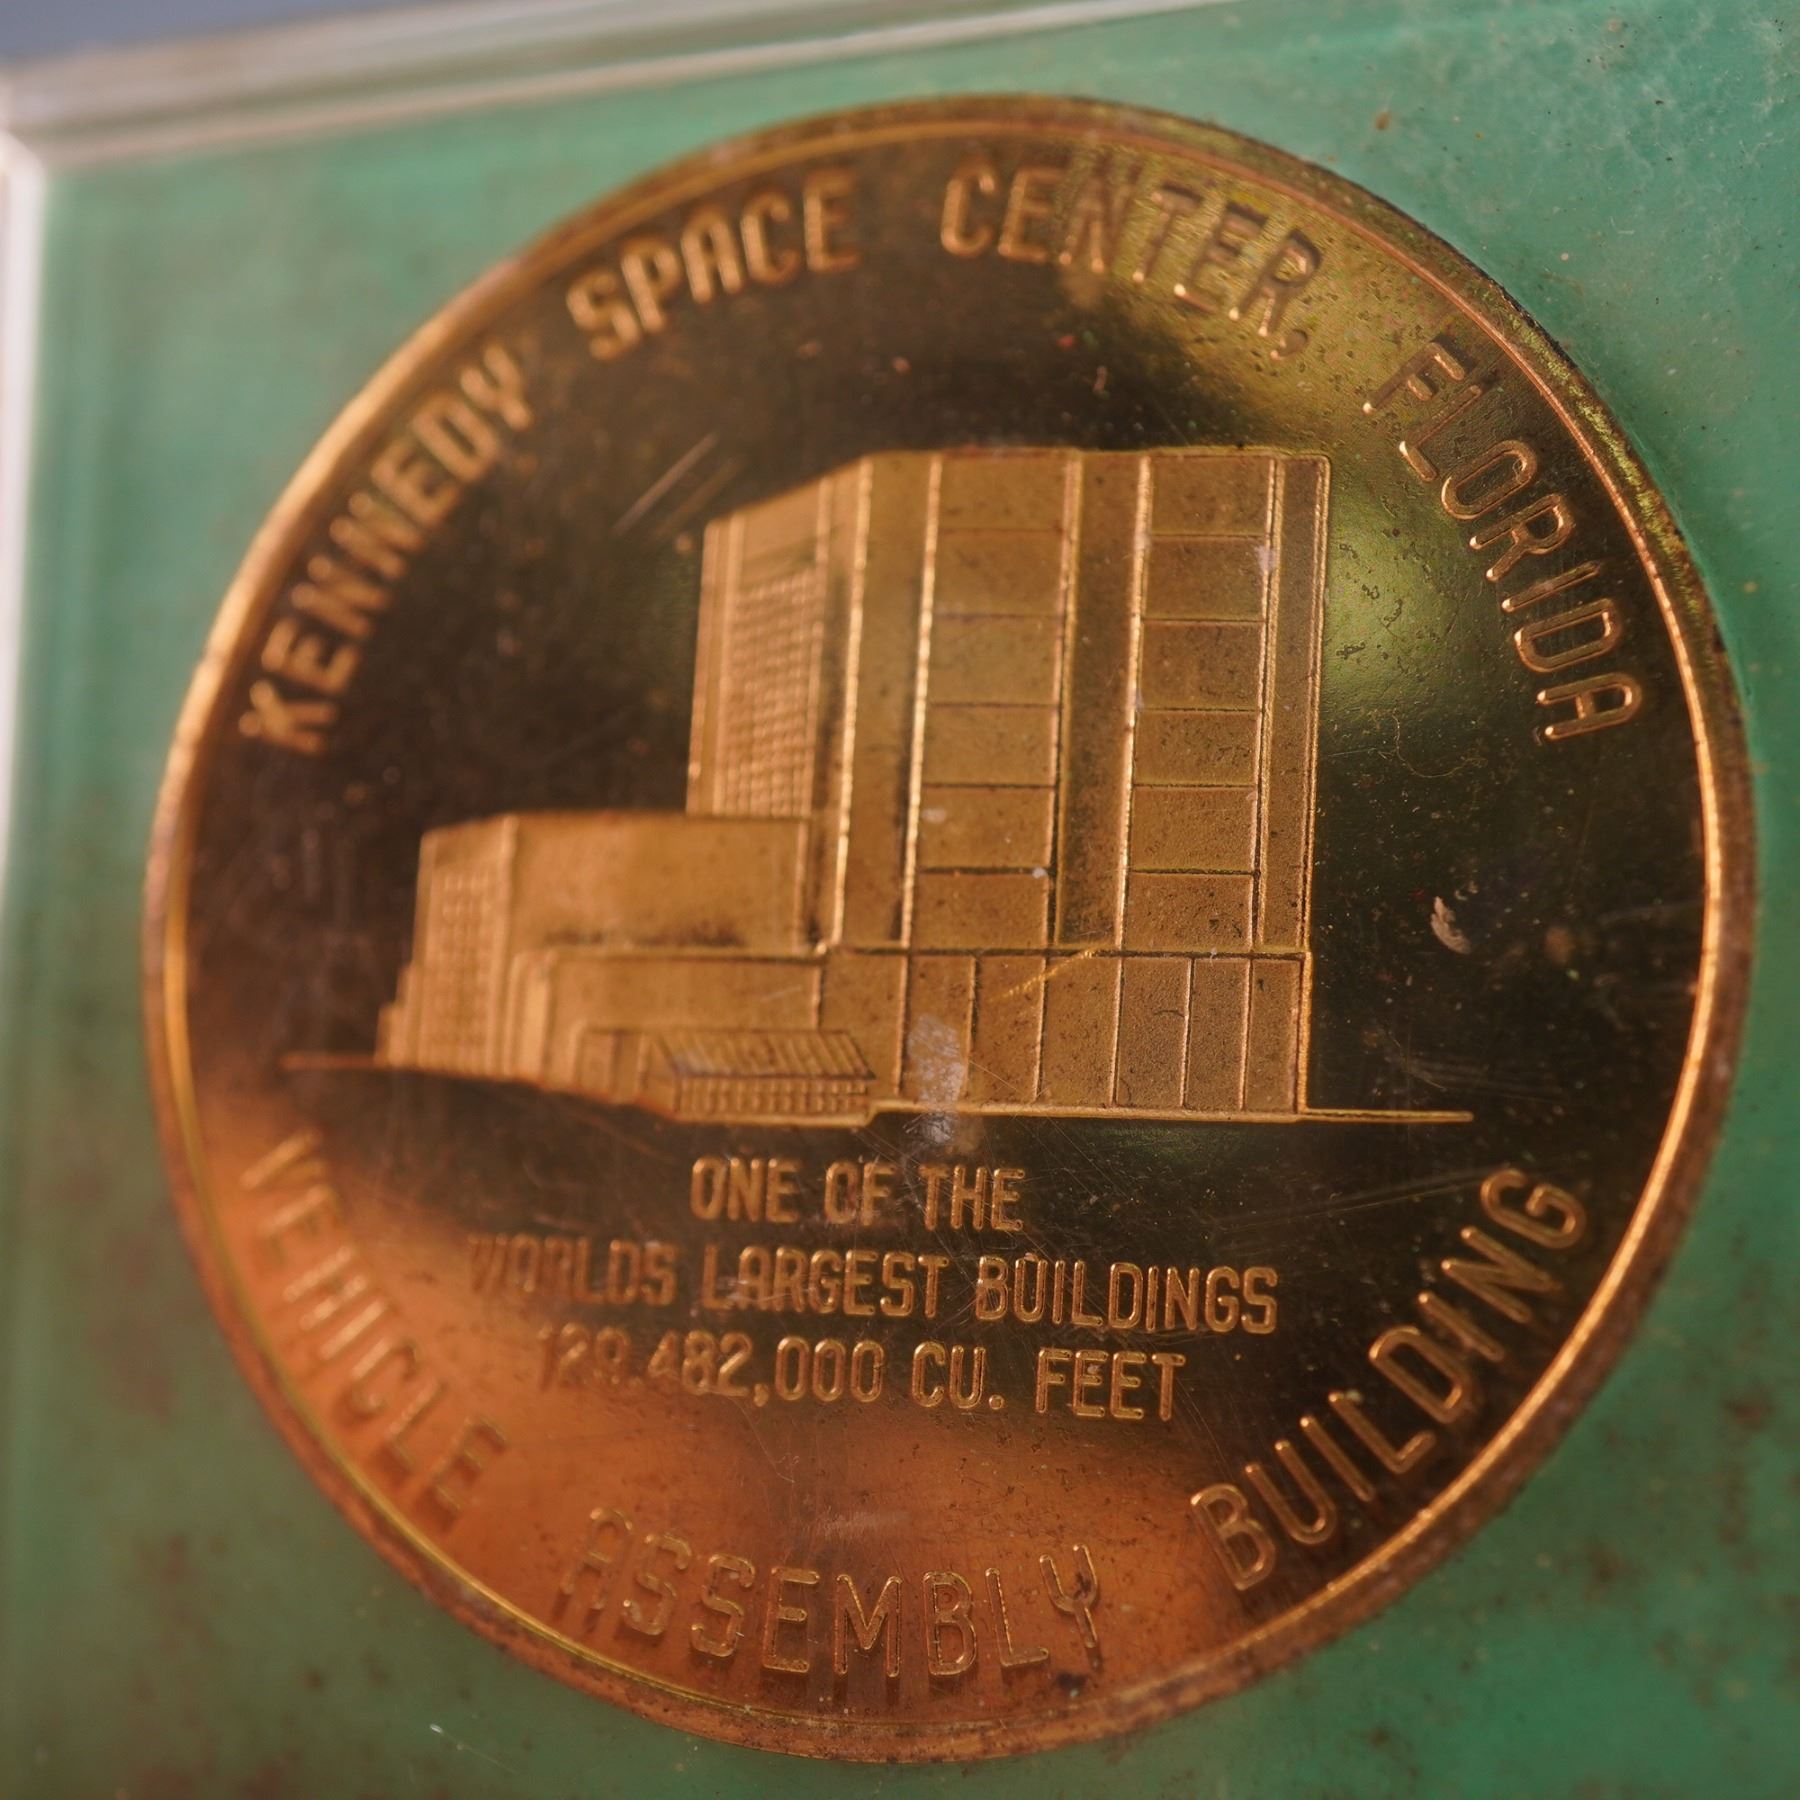 KENNEDY SPACE CENTER, FLORIDA
ONE OF THE
WORLDS LARGEST BUILDINGS
129,482,000 CU. FEET
VEHICLE ASSEMBLY BUILDING